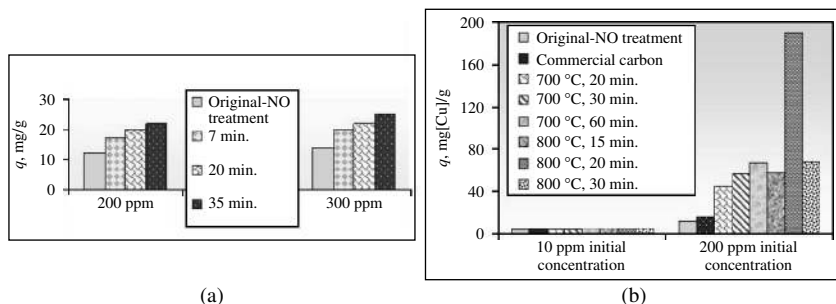 q, mg/g
30
20
10
0
200 ppm
Original-NO
treatment
7 min.
20 min.
35 min.
300 ppm
(a)
q, mg[Cu]/g
200
160
120
80
40
0
Original-NO treatment
Commercial carbon
700 °C, 20 min.
700 °C, 30 min.
700 °C, 60 min.
800 °C, 15 min.
800 °C, 20 min.
800 °C, 30 min.
10 ppm initial
concentration
200 ppm initial
concentration
(b)